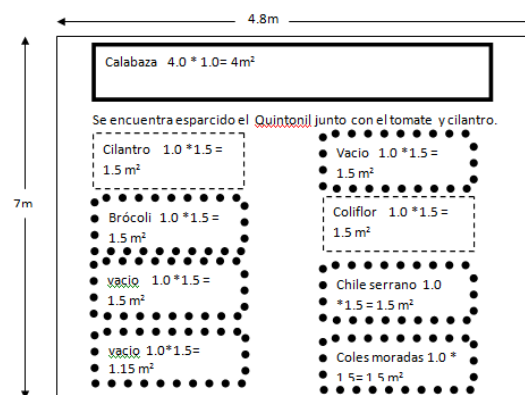 4.8m
Calabaza 4.0 * 1.0= 4m²
7m
Se encuentra esparcido el Quintonil junto con el tomate y cilantro.
Cilantro 1.0 *1.5 =
1.5 m²
Vacio 1.0 *1.5 =
1.5 m²
Brócoli 1.0 *1.5 =
1.5 m²
Coliflor 1.0 *1.5 =
1.5 m²
vacio 1.0 *1.5 =
1.5 m²
Chile serrano 1.0
*1.5 = 1.5 m²
vacio 1.0*1.5=
1.15 m²
Coles moradas 1.0 *
1.5= 1.5 m²